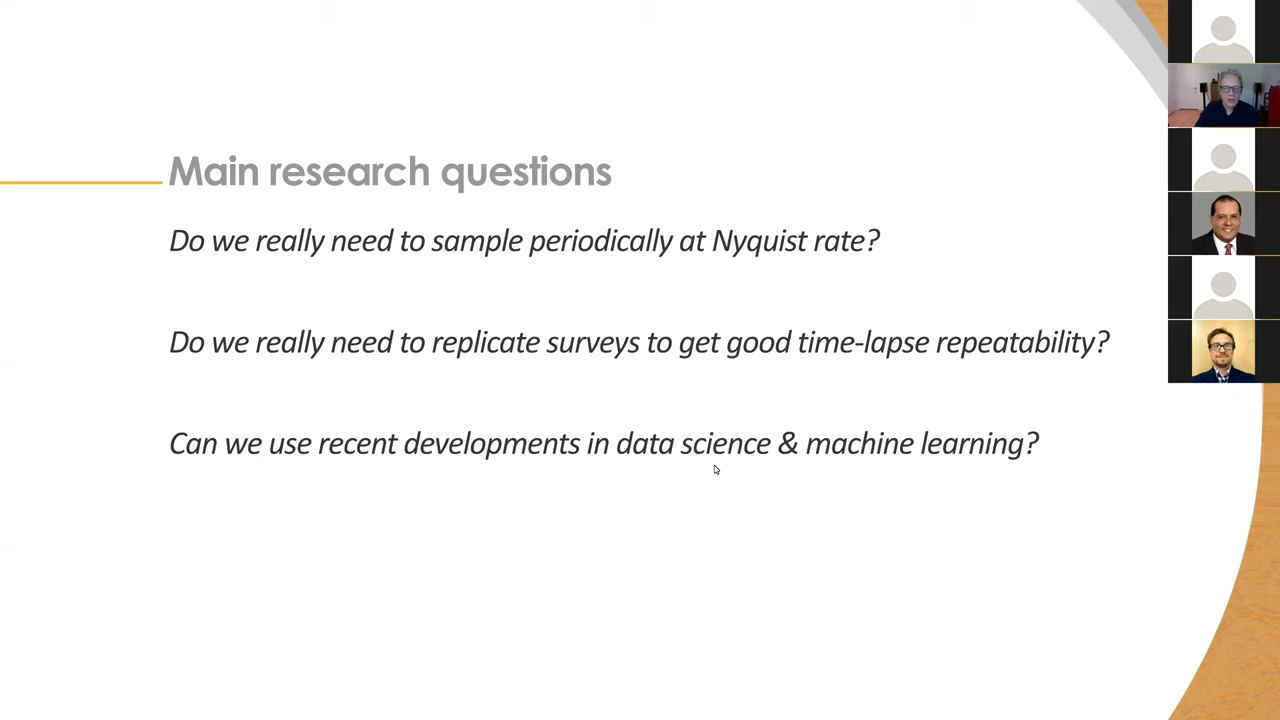 Main research questions
Do we really need to sample periodically at Nyquist rate?
Do we really need to replicate surveys to get good time-lapse repeatability?
Can we use recent developments in data science & machine learning?